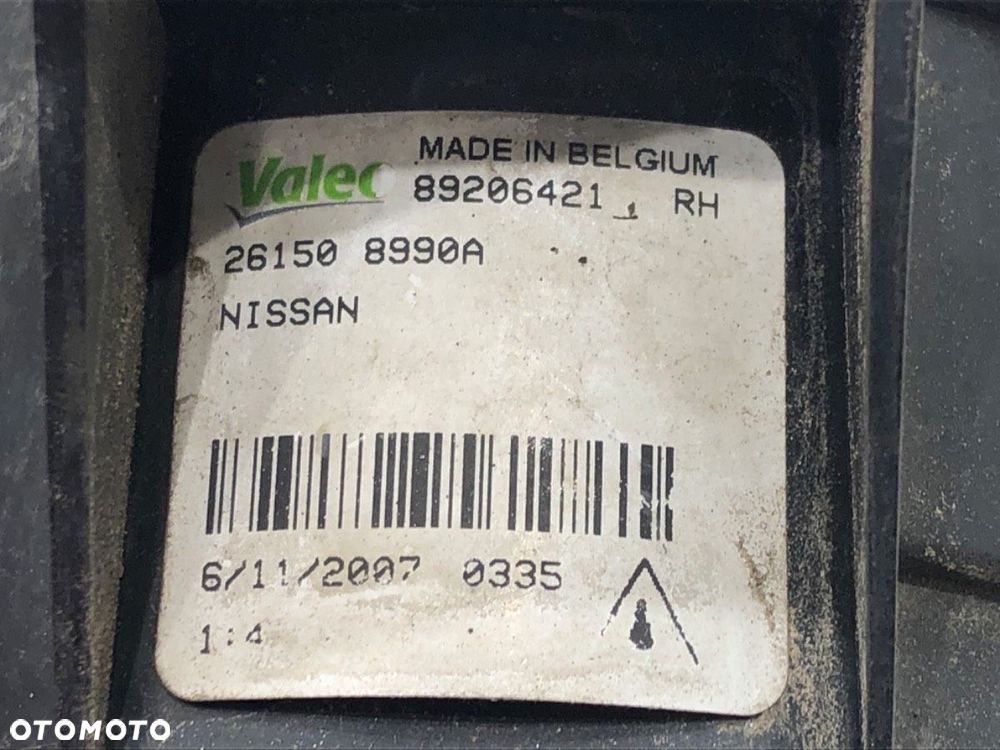 Valeo MADE IN BELGIUM
89206421 RH
26150 8990A
NISSAN
6/11/2007 0335
1:4
OTOMOTO